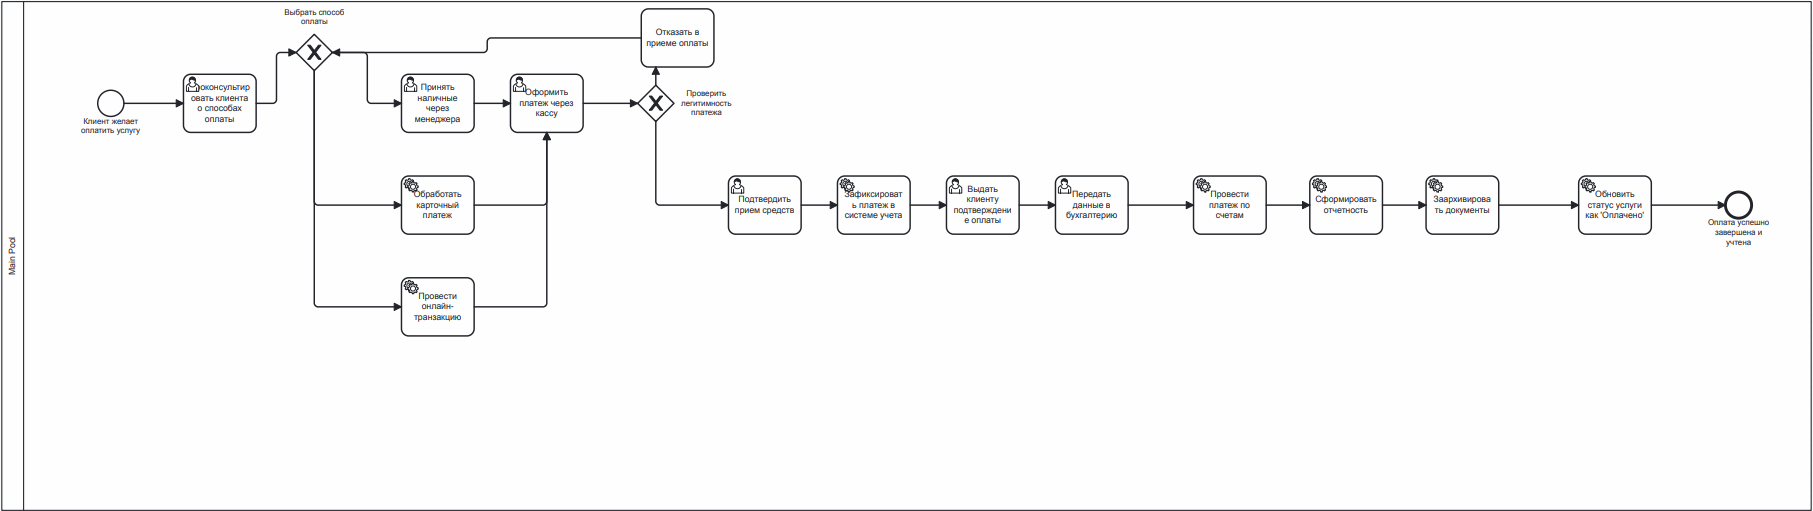 Main Pool
Клиент желает
оплатить услугу
роконсультир
овать клиента
о способах
оплаты
Выбрать способ
оплаты
Принять
наличные
через
менеджера
Обработать
карточный
платеж
Провести
онлайн-
транзакцию
Оформить
платеж через
кассу
Отказать в
приеме оплаты
Проверить
легитимность
платежа
Подтвердить
прием средств
Зафиксироват
ь платеж в
системе учета
Выдать
клиенту
подтверждени
е оплаты
Передать
данные в
бухгалтерию
Провести
платеж по
счетам
Сформировать
отчетность
Заархивирова
ть документы
Обновить
статус услуги
как 'Оплачено'
Оплата успешно
завершена и
учтена